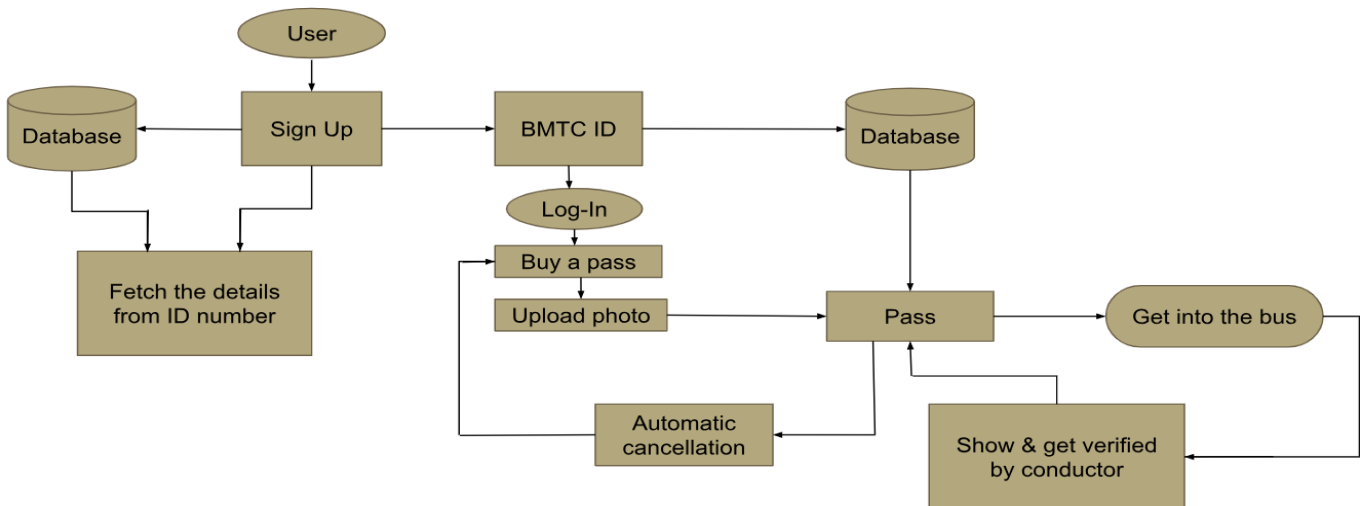 User
Database
Sign Up
BMTC ID
Database
Log-In
Buy a pass
Fetch the details
from ID number
Upload photo
Pass
Get into the bus
Automatic
cancellation
Show & get verified
by conductor